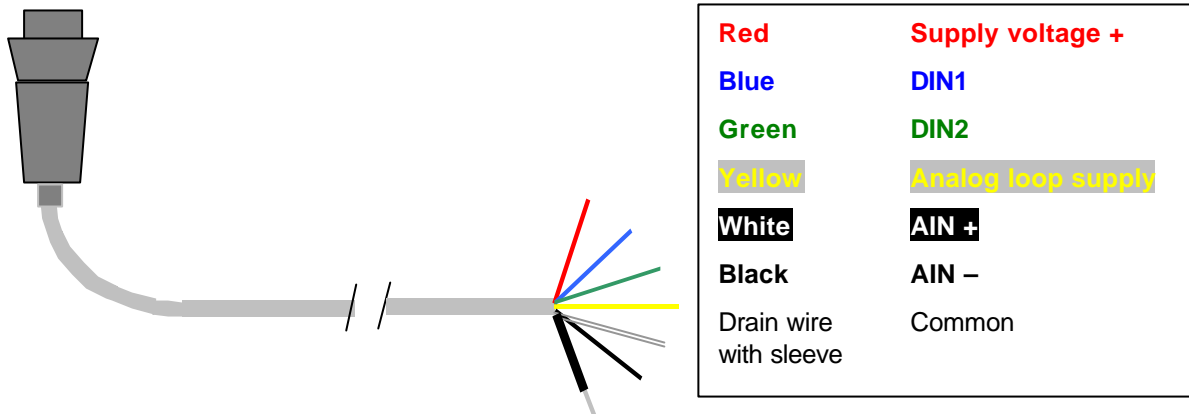 Red Supply voltage +
Blue DIN1
Green DIN2
Yellow Analog loop supply
White AIN +
Black AIN –
Drain wire Common
with sleeve